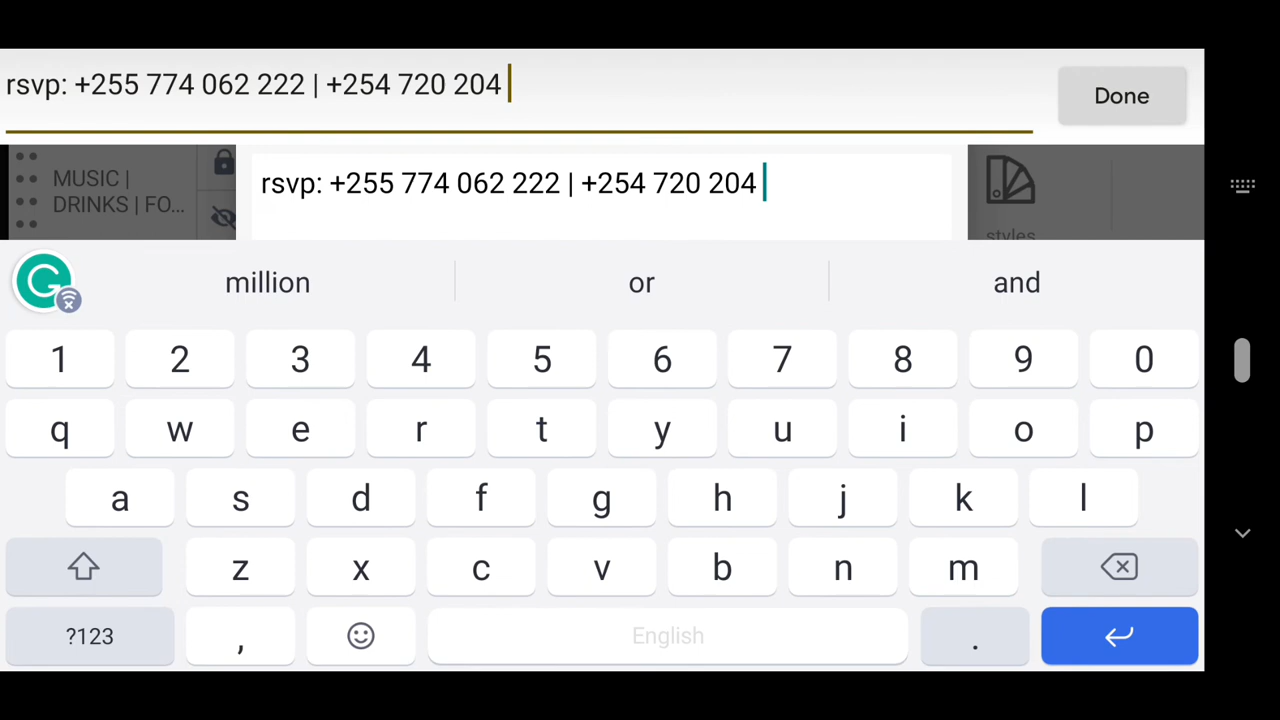 rsvp: +255 774 062 222 | +254 720 204
Done
MUSIC |
DRINKS | FO...
rsvp: +255 774 062 222 | +254 720 204
styles
million or and
1 2 3 4 5 6 7 8 9 0
q w e r t y u i o p
a s d f g h j k l
z x c v b n m
?123 , English .